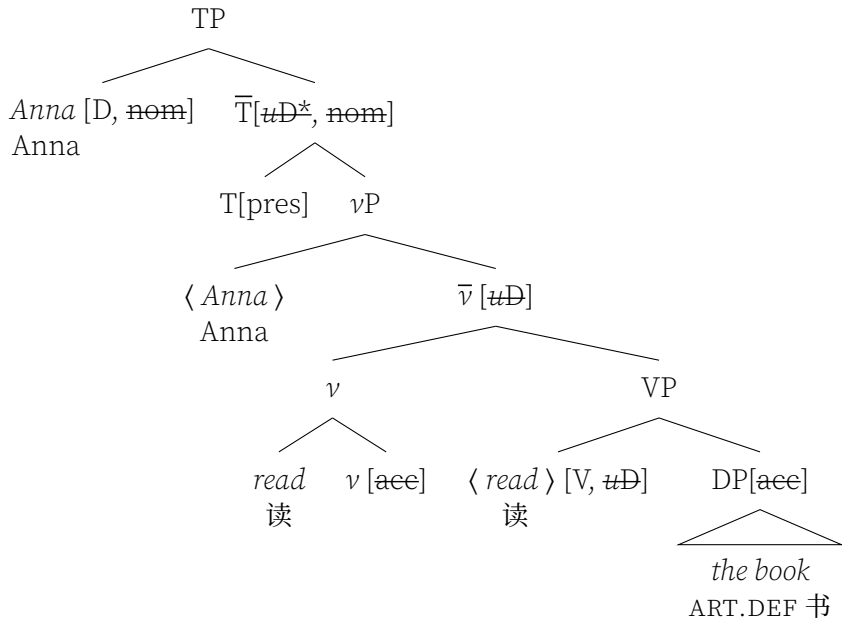 TP
Anna [D, nom] T̅[uD*, nom]
Anna
T[pres] vP
⟨ Anna ⟩ v̅ [uD]
Anna
v VP
read v [acc] ⟨ read ⟩ [V, uD] DP[acc]
读 读
the book
ART.DEF 书